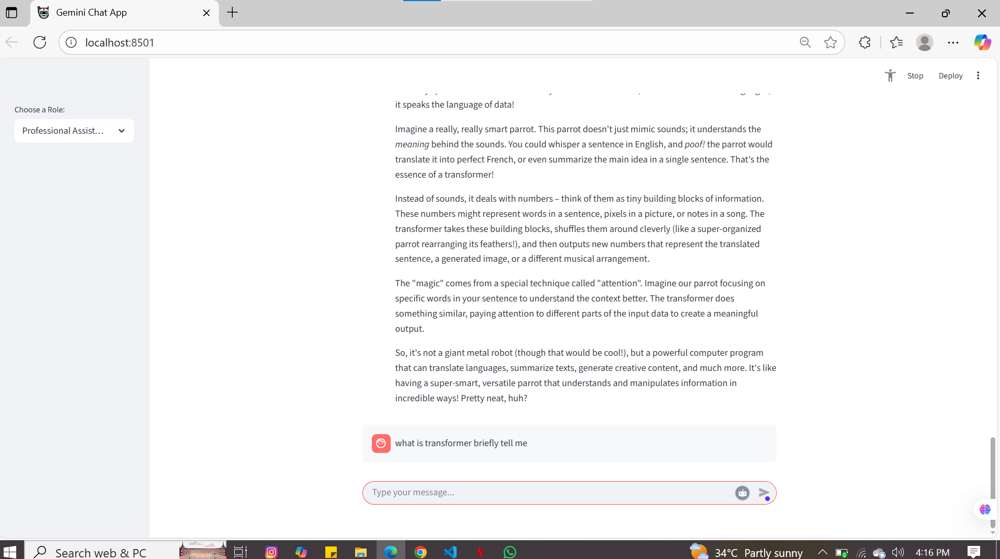 Gemini Chat App
localhost:8501
Stop Deploy
Choose a Role:
Professional Assist...
it speaks the language of data!
Imagine a really, really smart parrot. This parrot doesn't just mimic sounds; it understands the
meaning behind the sounds. You could whisper a sentence in English, and poof! the parrot would
translate it into perfect French, or even summarize the main idea in a single sentence. That's the
essence of a transformer!
Instead of sounds, it deals with numbers – think of them as tiny building blocks of information.
These numbers might represent words in a sentence, pixels in a picture, or notes in a song. The
transformer takes these building blocks, shuffles them around cleverly (like a super-organized
parrot rearranging its feathers!), and then outputs new numbers that represent the translated
sentence, a generated image, or a different musical arrangement.
The "magic" comes from a special technique called "attention". Imagine our parrot focusing on
specific words in your sentence to understand the context better. The transformer does
something similar, paying attention to different parts of the input data to create a meaningful
output.
So, it's not a giant metal robot (though that would be cool!), but a powerful computer program
that can translate languages, summarize texts, generate creative content, and much more. It's like
having a super-smart, versatile parrot that understands and manipulates information in
incredible ways! Pretty neat, huh?
what is transformer briefly tell me
Type your message...
Search web & PC
34°C Partly sunny
4:16 PM